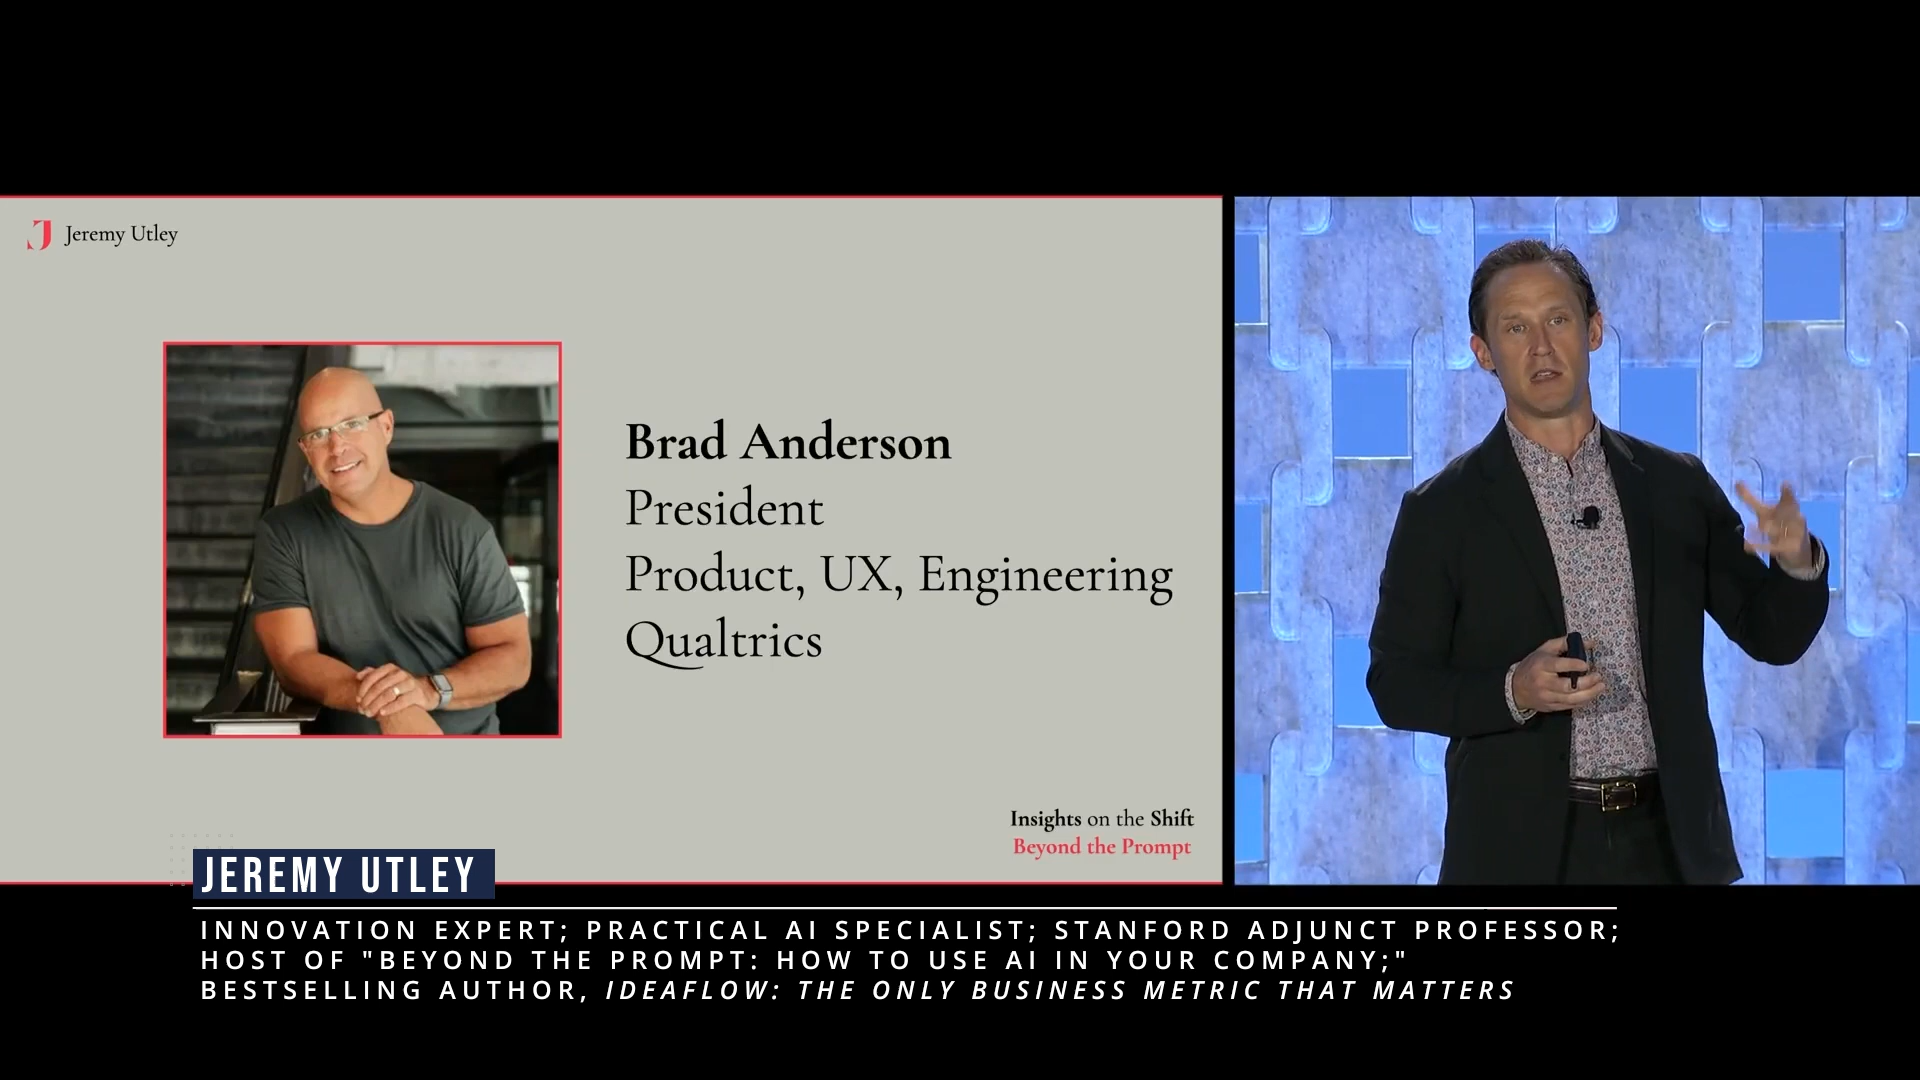 Jeremy Utley
Brad Anderson
President
Product, UX, Engineering
Qualtrics
Insights on the Shift
Beyond the Prompt
JEREMY UTLEY
INNOVATION EXPERT; PRACTICAL AI SPECIALIST; STANFORD ADJUNCT PROFESSOR;
HOST OF "BEYOND THE PROMPT: HOW TO USE AI IN YOUR COMPANY;"
BESTSELLING AUTHOR, IDEAFLOW: THE ONLY BUSINESS METRIC THAT MATTERS